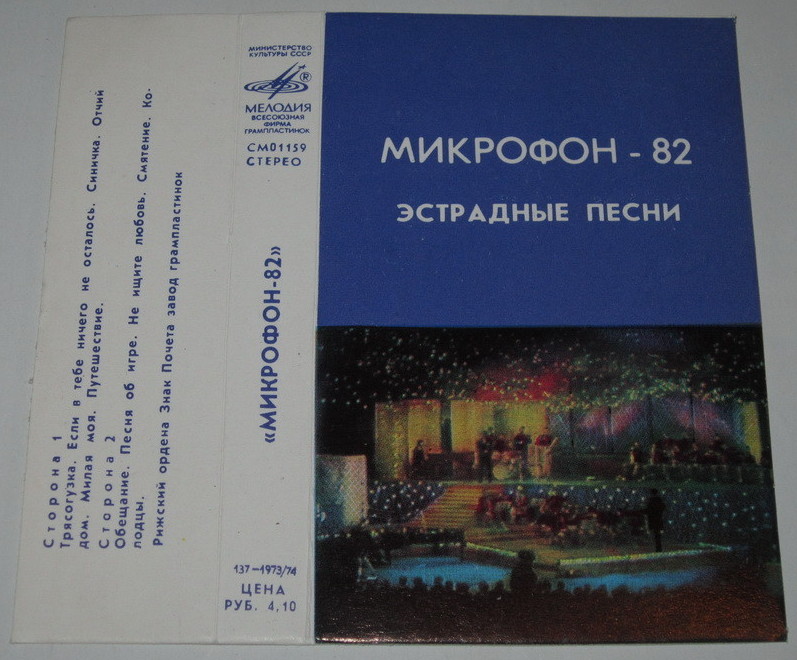 Сторона 1
Трясогузка. Если в тебе ничего не осталось. Синичка. Отчий
дом. Милая моя. Путешествие.
Сторона 2
Обещание. Песня об игре. Не ищите любовь. Смятение. Ко-
лодцы.
Рижский ордена Знак Почета завод грампластинок
МИНИСТЕРСТВО
КУЛЬТУРЫ СССР
®
МЕЛОДИЯ
ВСЕСОЮЗНАЯ
ФИРМА
ГРАМПЛАСТИНОК
СМ01159
СТЕРЕО
«МИКРОФОН-82»
137—1973/74
ЦЕНА
РУБ. 4,10
МИКРОФОН - 82
ЭСТРАДНЫЕ ПЕСНИ